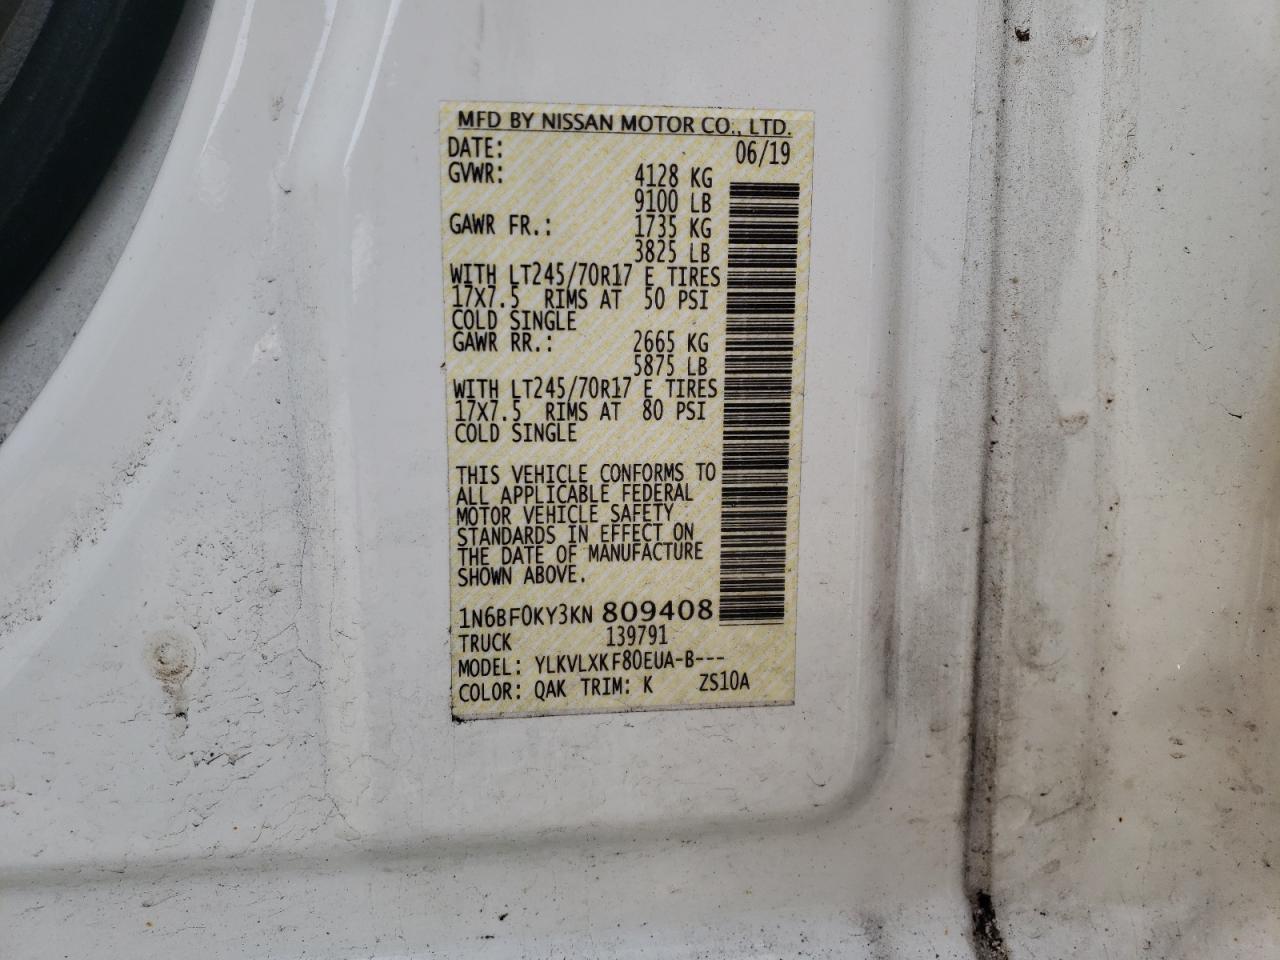 MFD BY NISSAN MOTOR CO., LTD.
DATE: 06/19
GVWR: 4128 KG
9100 LB
GAWR FR.: 1735 KG
3825 LB
WITH LT245/70R17 E TIRES
17X7.5 RIMS AT 50 PSI
COLD SINGLE
GAWR RR.: 2665 KG
5875 LB
WITH LT245/70R17 E TIRES
17X7.5 RIMS AT 80 PSI
COLD SINGLE
THIS VEHICLE CONFORMS TO
ALL APPLICABLE FEDERAL
MOTOR VEHICLE SAFETY
STANDARDS IN EFFECT ON
THE DATE OF MANUFACTURE
SHOWN ABOVE.
1N6BF0KY3KN 809408
TRUCK 139791
MODEL: YLKVLXKF80EUA-B---
COLOR: QAK TRIM: K ZS10A